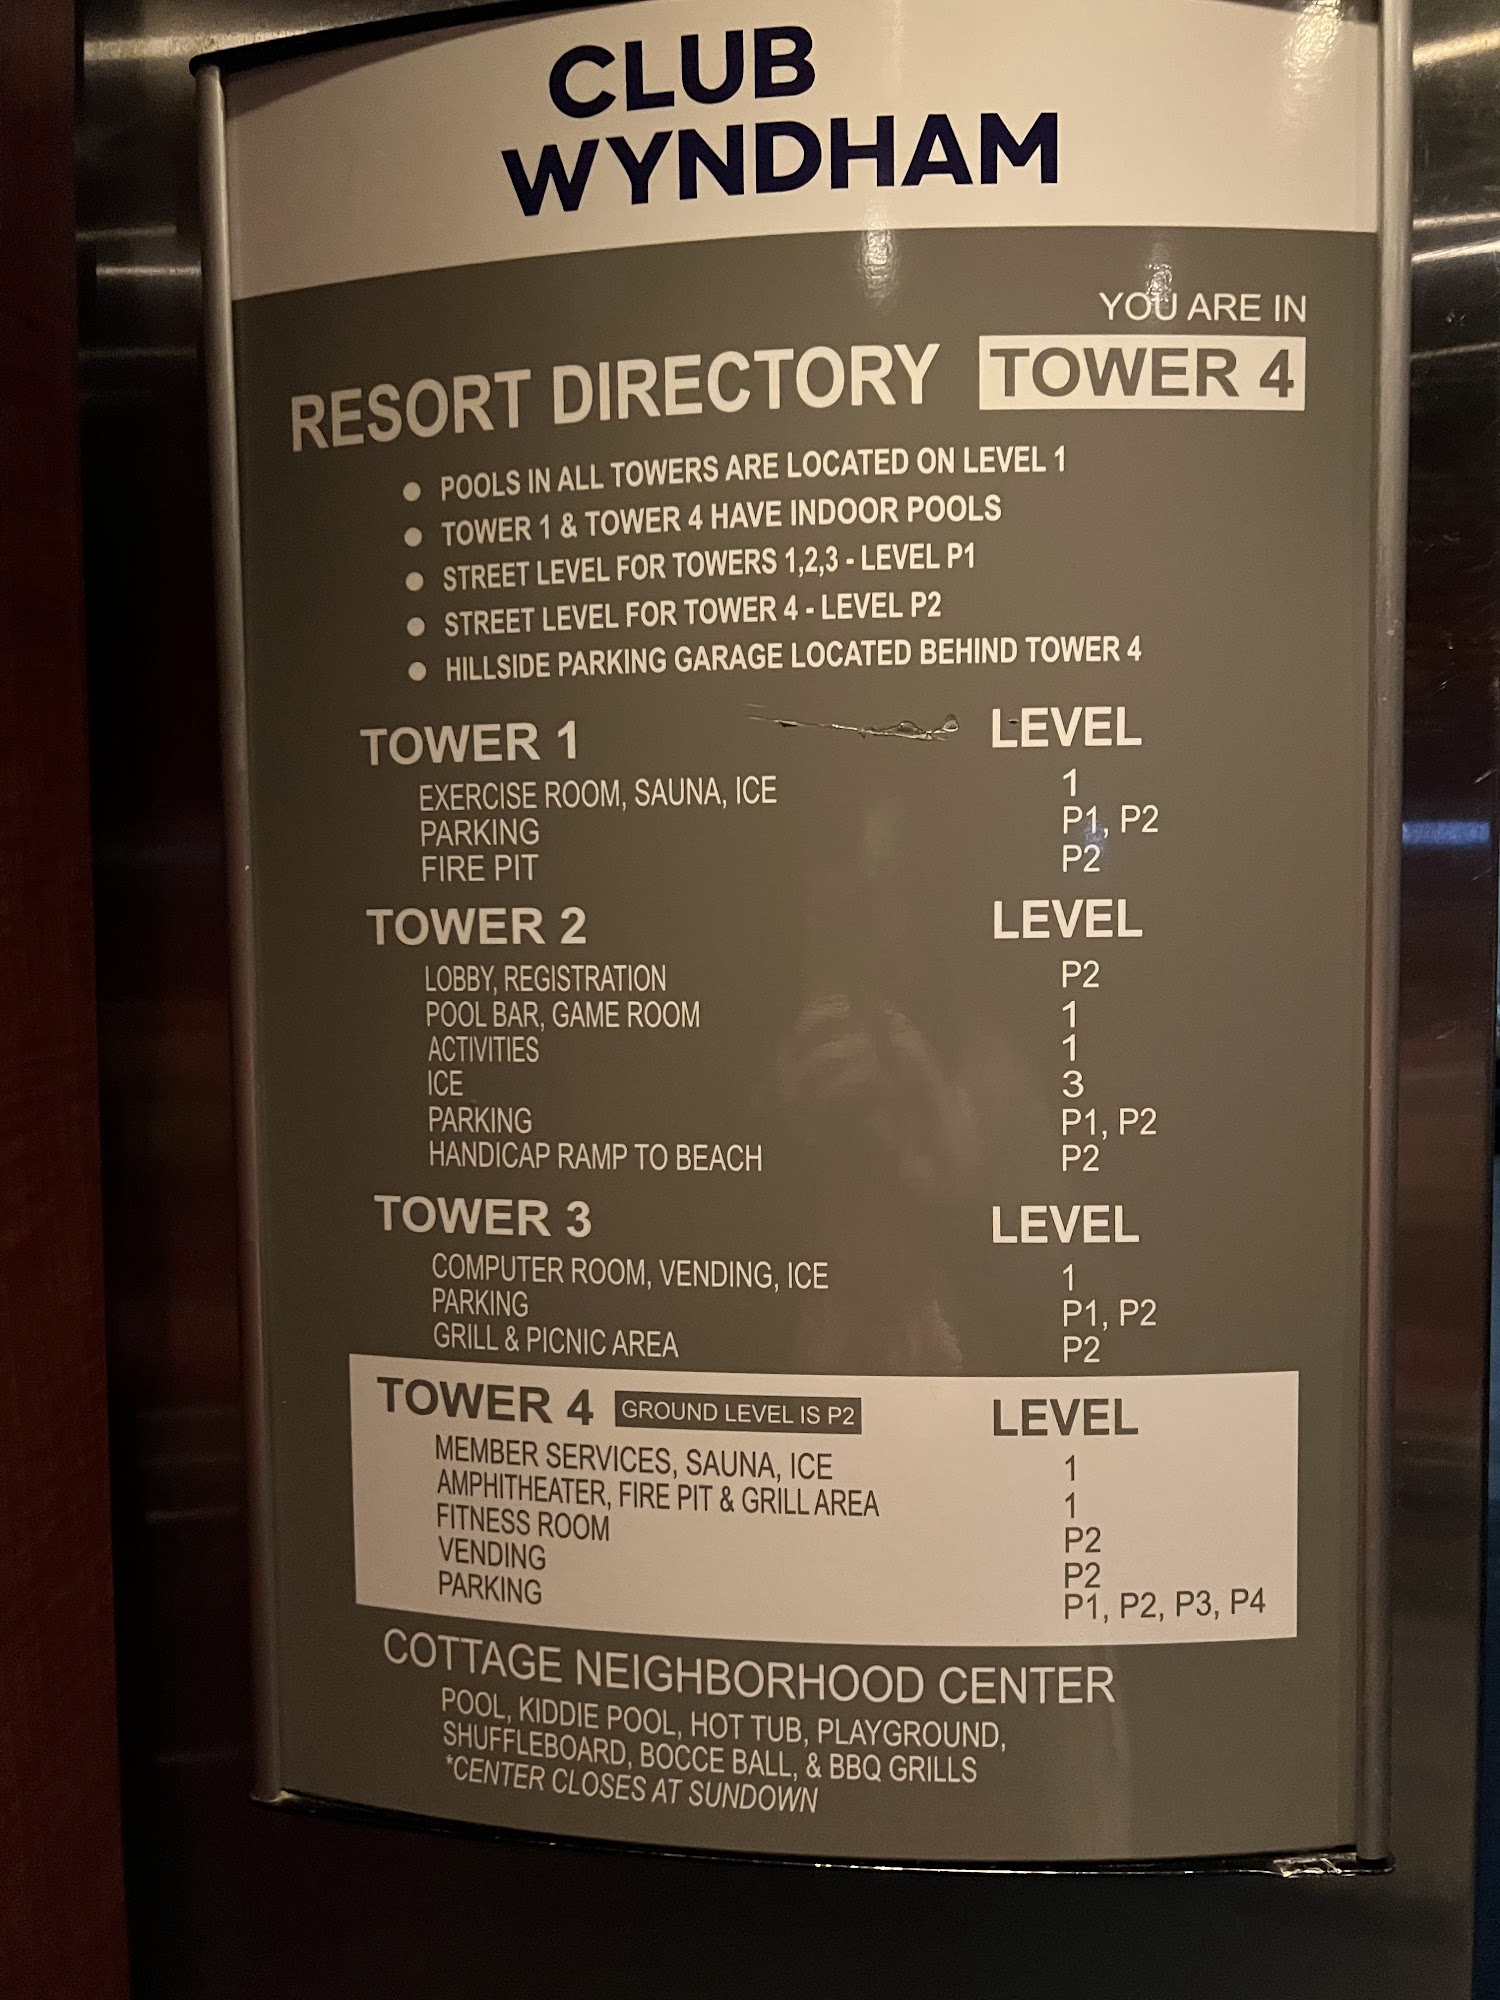 CLUB
WYNDHAM
YOU ARE IN
RESORT DIRECTORY TOWER 4
● POOLS IN ALL TOWERS ARE LOCATED ON LEVEL 1
● TOWER 1 & TOWER 4 HAVE INDOOR POOLS
● STREET LEVEL FOR TOWERS 1,2,3 - LEVEL P1
● STREET LEVEL FOR TOWER 4 - LEVEL P2
● HILLSIDE PARKING GARAGE LOCATED BEHIND TOWER 4
TOWER 1 LEVEL
EXERCISE ROOM, SAUNA, ICE 1
PARKING P1, P2
FIRE PIT P2
TOWER 2 LEVEL
LOBBY, REGISTRATION P2
POOL BAR, GAME ROOM 1
ACTIVITIES 1
ICE 3
PARKING P1, P2
HANDICAP RAMP TO BEACH P2
TOWER 3 LEVEL
COMPUTER ROOM, VENDING, ICE 1
PARKING P1, P2
GRILL & PICNIC AREA P2
TOWER 4 GROUND LEVEL IS P2 LEVEL
MEMBER SERVICES, SAUNA, ICE 1
AMPHITHEATER, FIRE PIT & GRILL AREA 1
FITNESS ROOM P2
VENDING P2
PARKING P1, P2, P3, P4
COTTAGE NEIGHBORHOOD CENTER
POOL, KIDDIE POOL, HOT TUB, PLAYGROUND,
SHUFFLEBOARD, BOCCE BALL, & BBQ GRILLS
*CENTER CLOSES AT SUNDOWN